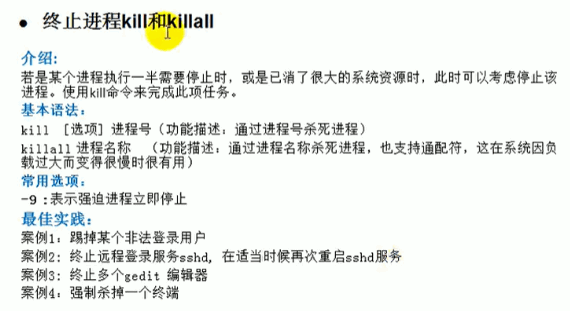 ● 终止进程kill和killall
介绍:
若是某个进程执行一半需要停止时，或是已消了很大的系统资源时，此时可以考虑停止该
进程。使用kill命令来完成此项任务。
基本语法：
kill [选项] 进程号（功能描述：通过进程号杀死进程）
killall 进程名称 （功能描述：通过进程名称杀死进程，也支持通配符，这在系统因负
载过大而变得很慢时很有用）
常用选项：
-9 :表示强迫进程立即停止
最佳实践：
案例1：踢掉某个非法登录用户
案例2: 终止远程登录服务sshd, 在适当时候再次重启sshd服务
案例3: 终止多个gedit 编辑器
案例4：强制杀掉一个终端